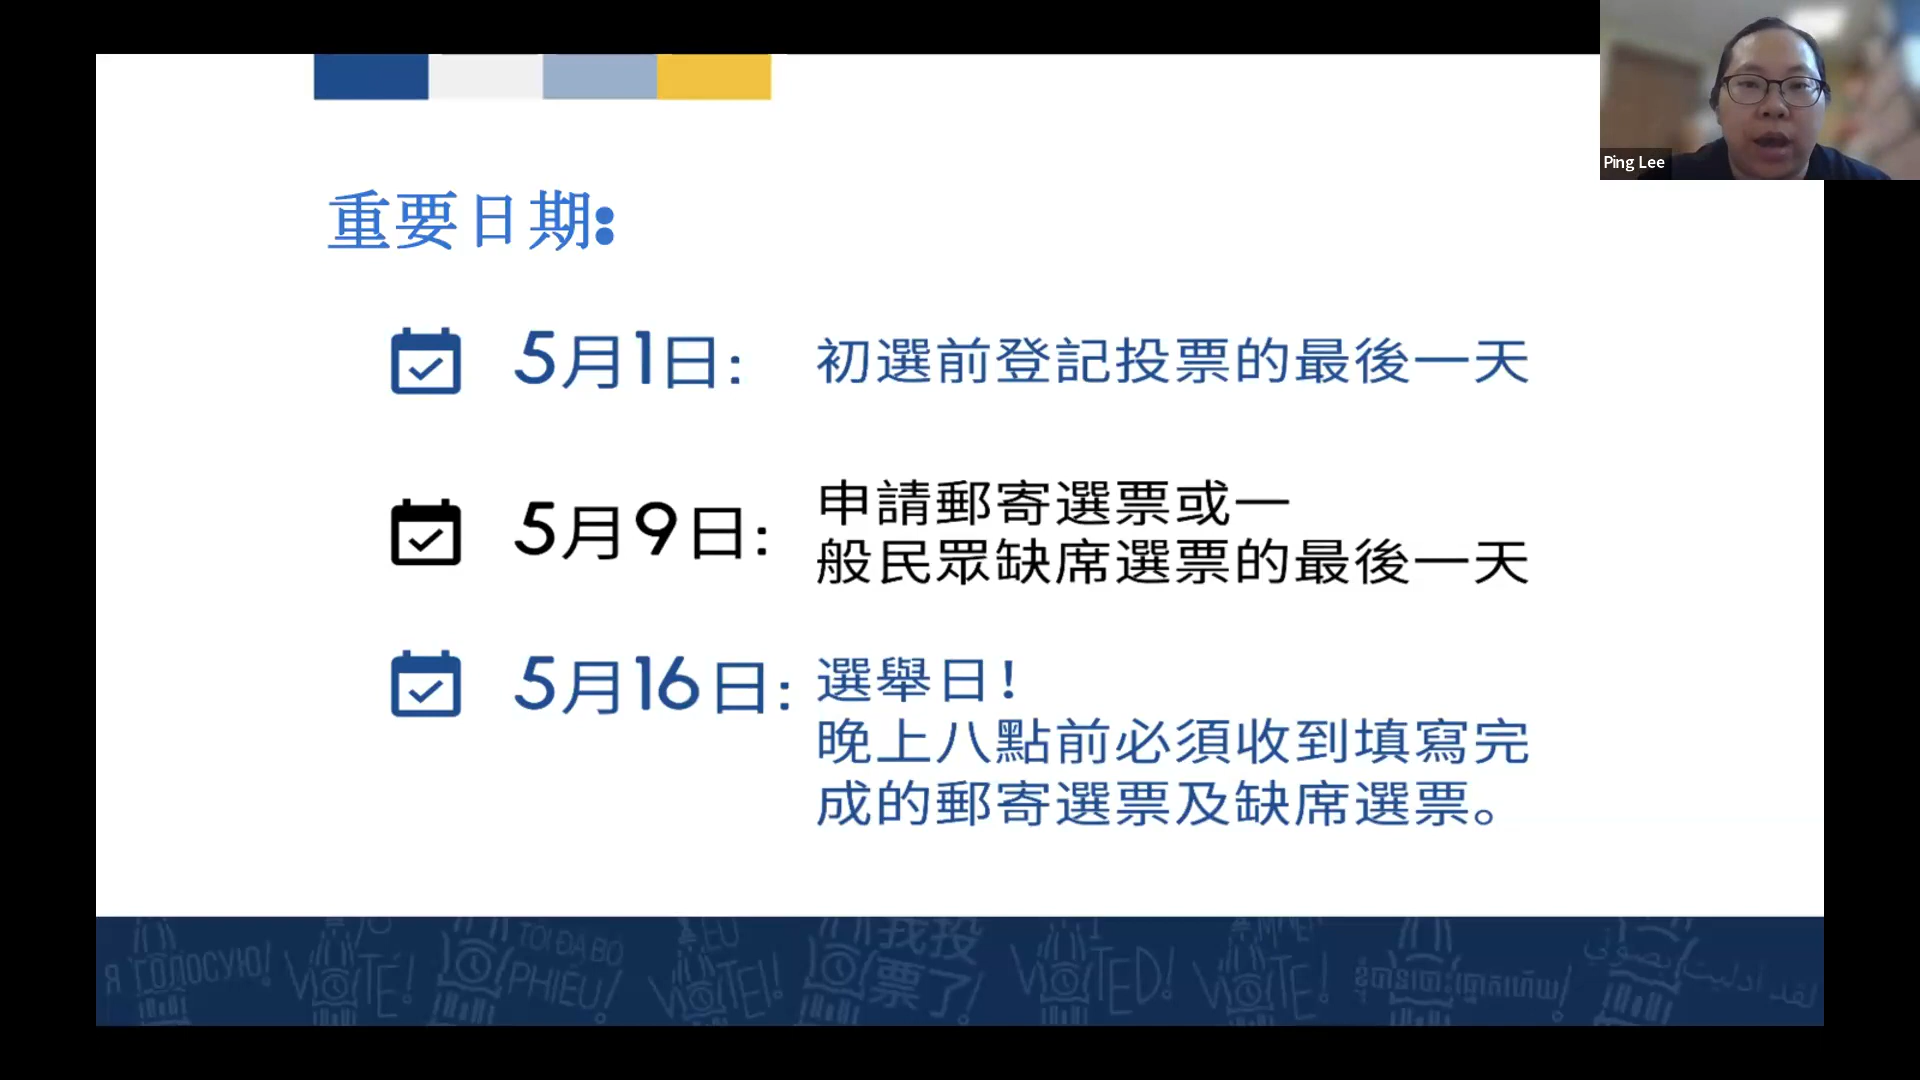 Ping Lee
重要日期:
5月1日: 初選前登記投票的最後一天
5月9日: 申請郵寄選票或一
般民眾缺席選票的最後一天
5月16日: 選舉日!
晚上八點前必須收到填寫完
成的郵寄選票及缺席選票。
Я ГОЛОСУЮ!
VOTÉ!
TÔI ĐÃ BỎ
PHIẾU!
VOTEI!
我投
票了!
I
VOTED!
VOTE!